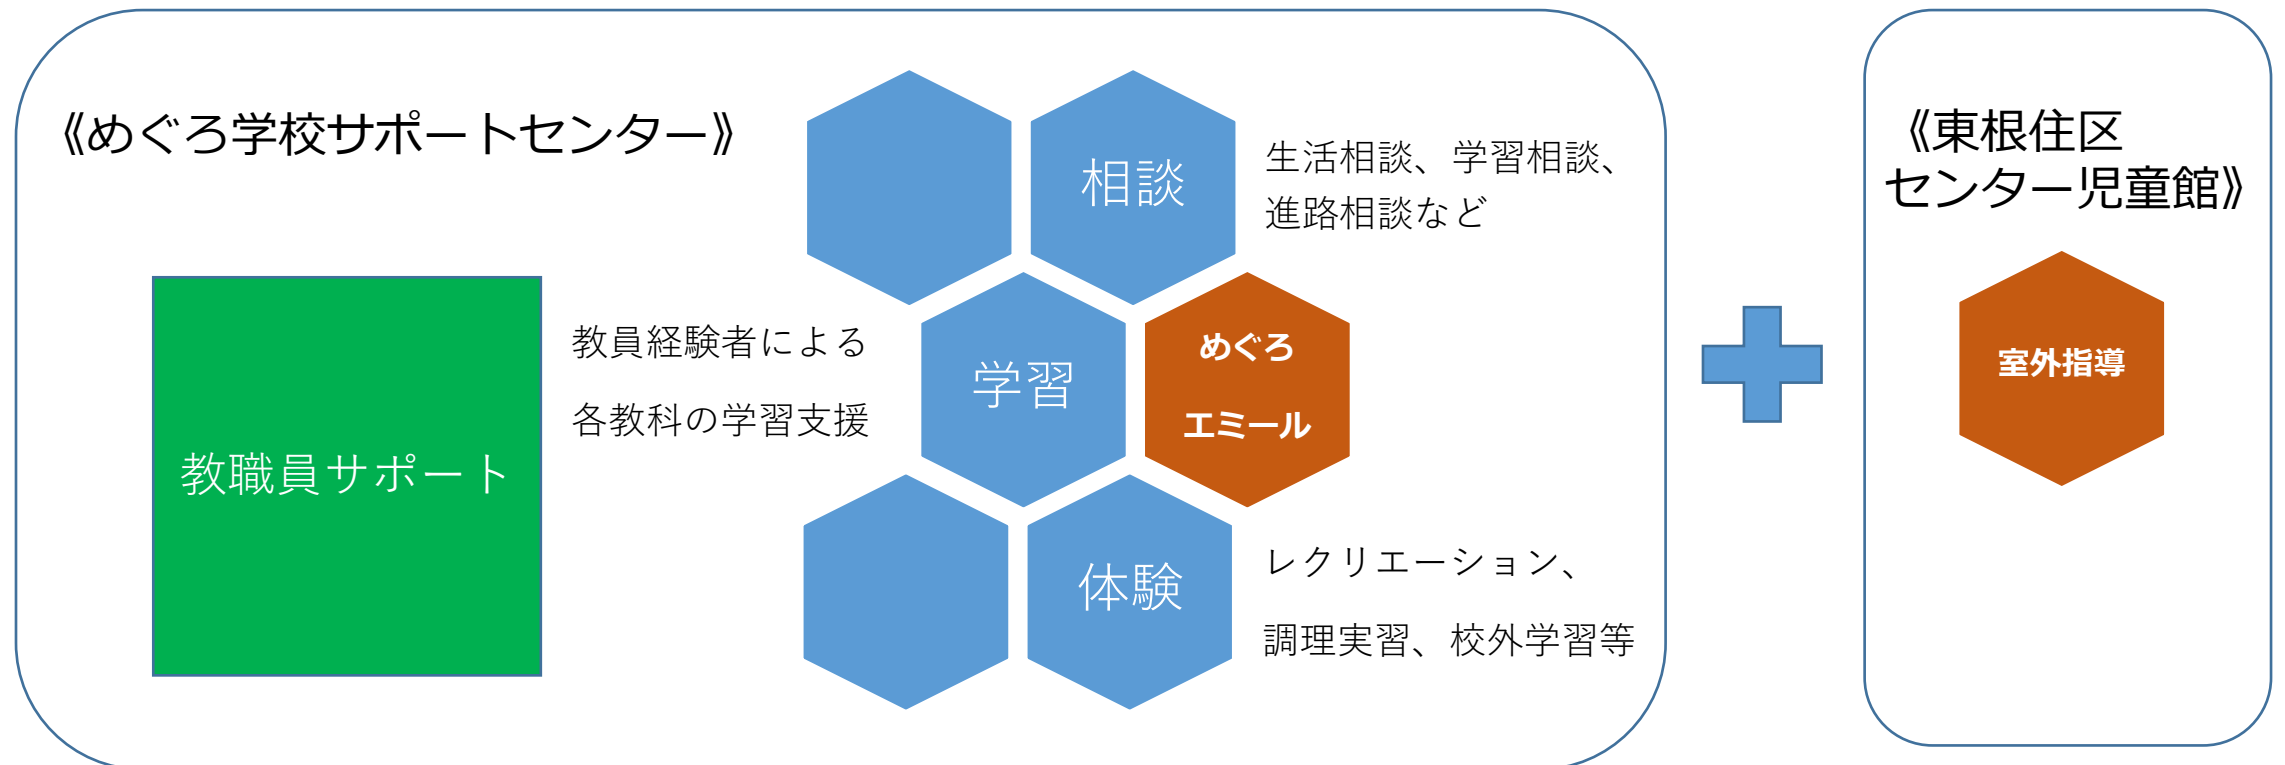 《めぐろ学校サポートセンター》
教職員サポート
相談
生活相談、学習相談、
進路相談など
教員経験者による
各教科の学習支援
学習
めぐろ
エミール
体験
レクリエーション、
調理実習、校外学習等
《東根住区
センター児童館》
室外指導